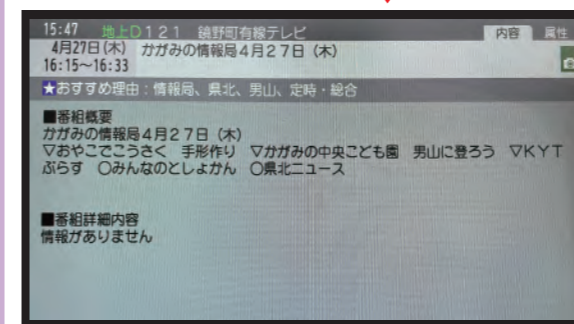 15:47 地上D121 鏡野町有線テレビ 内容 属性
4月27日(木) かがみの情報局4月27日(木)
16:15～16:33
★おすすめ理由:情報局、県北、男山、定時・総合
■番組概要
かがみの情報局4月27日(木)
▽おやこでこうさく 手形作り ▽かがみの中央こども園 男山に登ろう ▽KYT
ぷらす ○みんなのとしょかん ○県北ニュース
■番組詳細内容
情報がありません